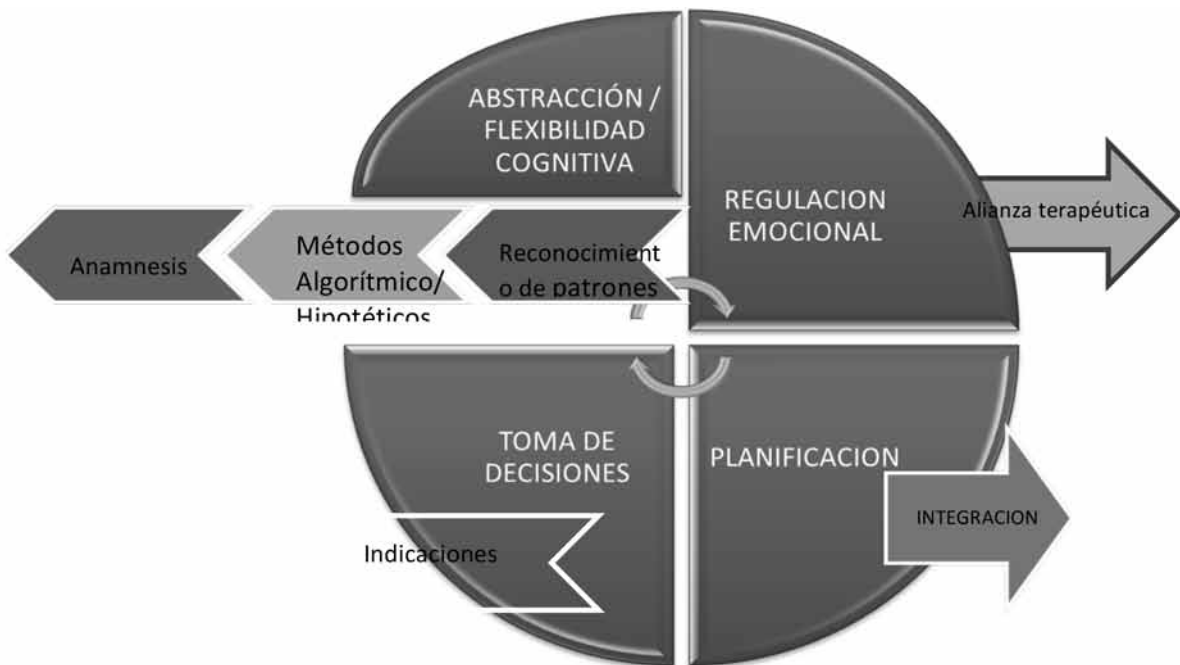 ABSTRACCIÓN /
FLEXIBILIDAD
COGNITIVA
REGULACION
EMOCIONAL
Alianza terapéutica
Anamnesis
Métodos
Algorítmico/
Hipotéticos
Reconocimient
o de patrones
TOMA DE
DECISIONES
PLANIFICACION
Indicaciones
INTEGRACION